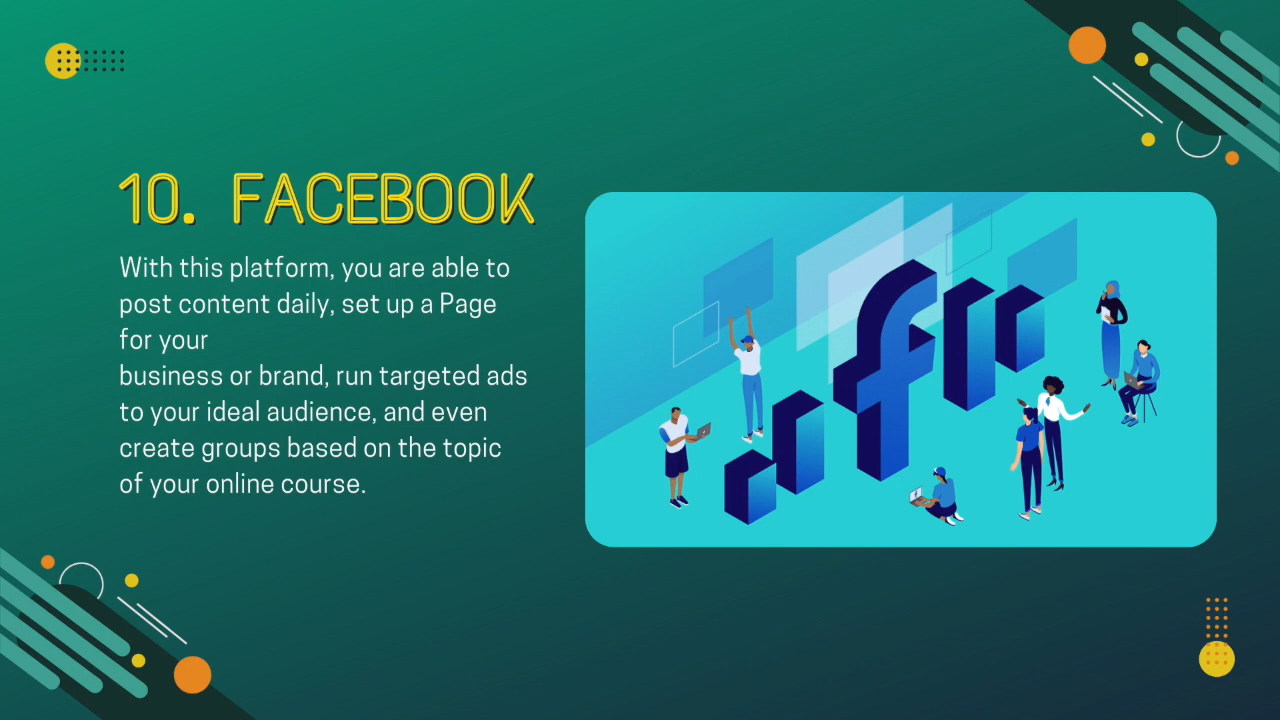 10. FACEBOOK
With this platform, you are able to
post content daily, set up a Page
for your
business or brand, run targeted ads
to your ideal audience, and even
create groups based on the topic
of your online course.
f